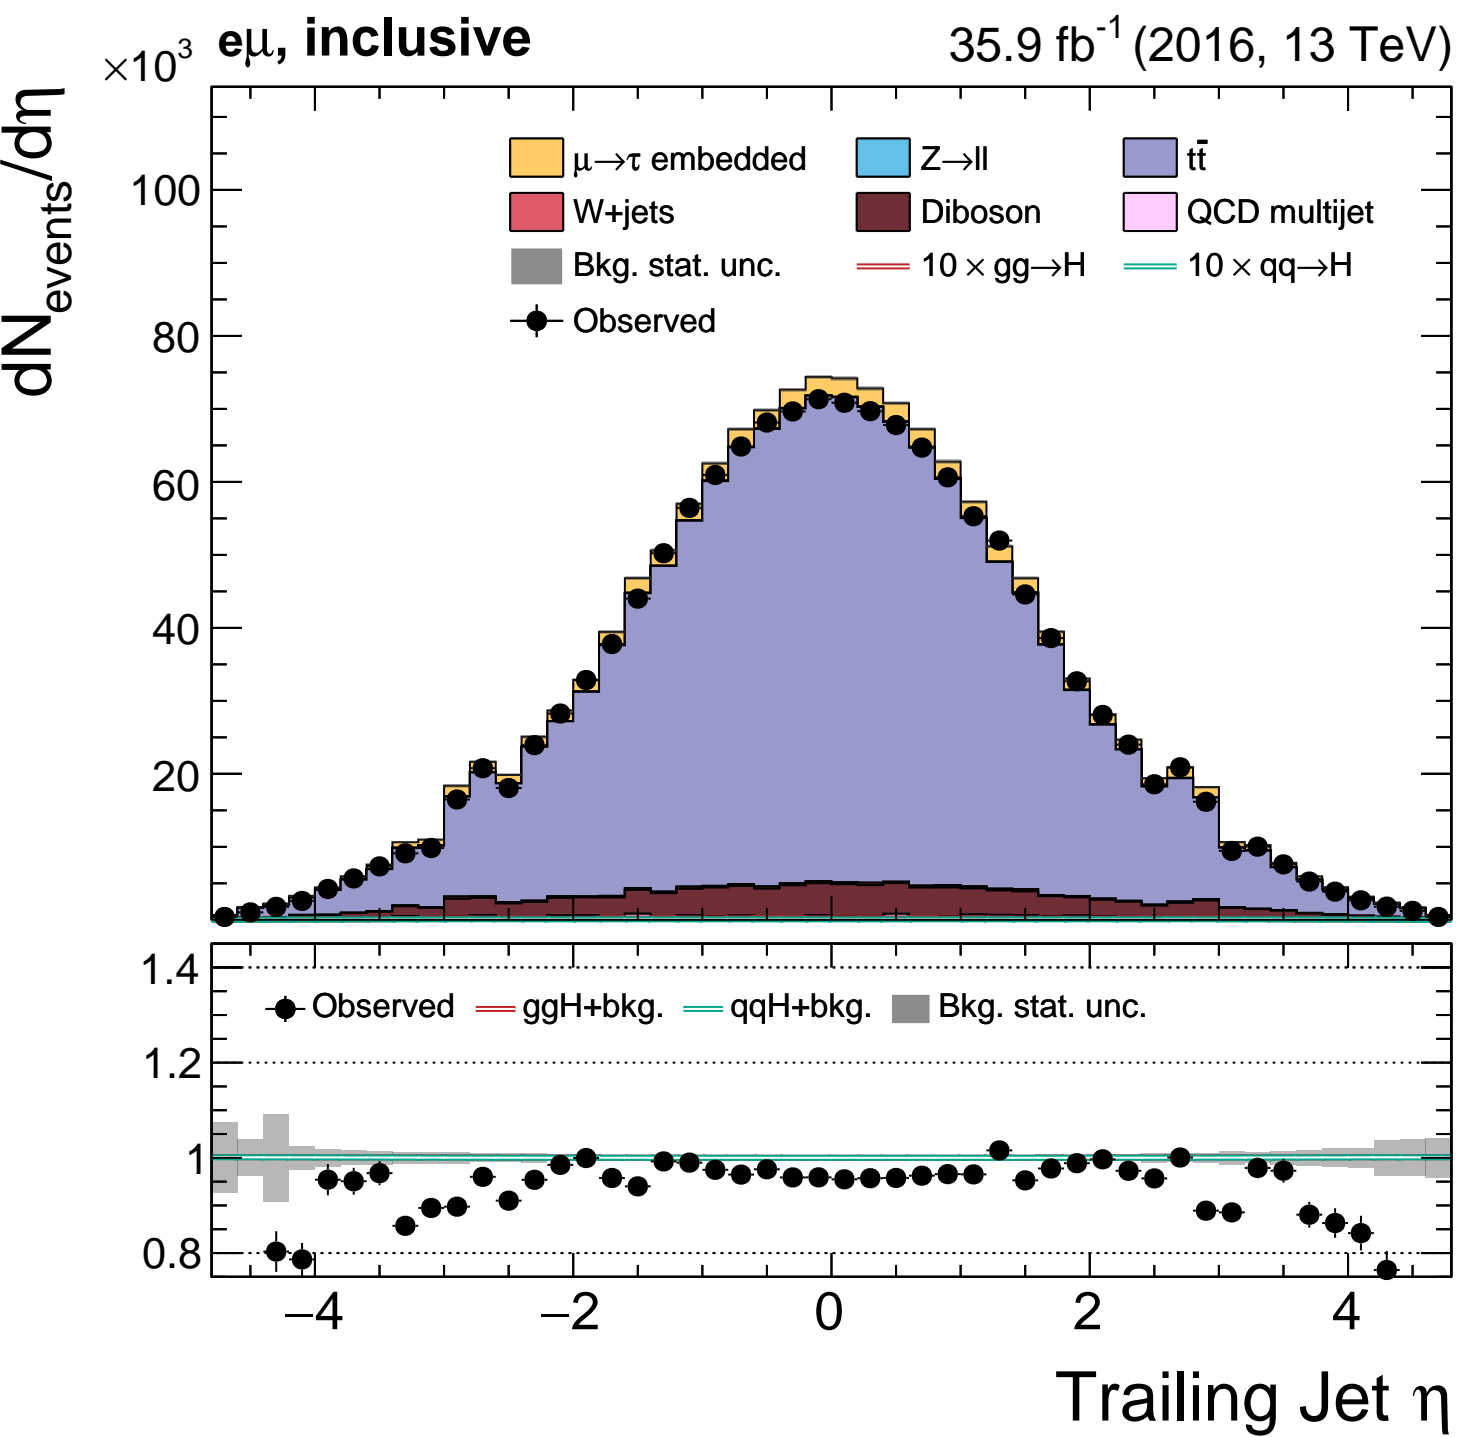 ×10³ eμ, inclusive 35.9 fb⁻¹ (2016, 13 TeV)
dN_events/dη
μ→τ embedded Z→ll tt̄
W+jets Diboson QCD multijet
Bkg. stat. unc. 10 × gg→H 10 × qq→H
Observed
100
80
60
40
20
1.4
Observed ggH+bkg. qqH+bkg. Bkg. stat. unc.
1.2
1
0.8
−4 −2 0 2 4
Trailing Jet η